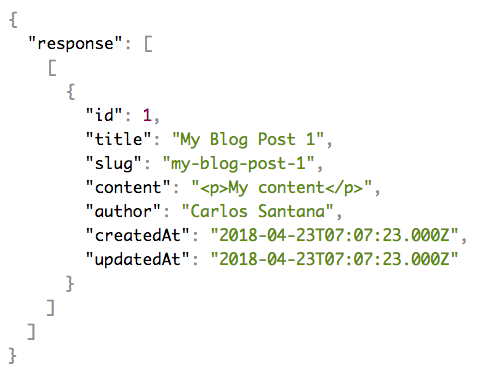 {
"response": [
[
{
"id": 1,
"title": "My Blog Post 1",
"slug": "my-blog-post-1",
"content": "<p>My content</p>",
"author": "Carlos Santana",
"createdAt": "2018-04-23T07:07:23.000Z",
"updatedAt": "2018-04-23T07:07:23.000Z"
}
]
]
}